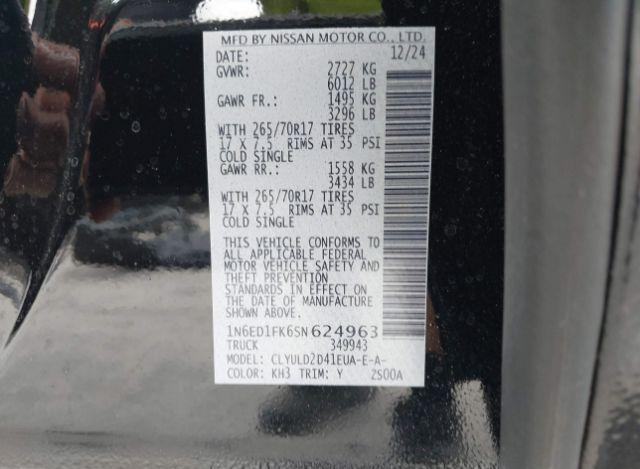 MFD BY NISSAN MOTOR CO., LTD.
DATE: 12/24
GVWR: 2727 KG
6012 LB
GAWR FR.: 1495 KG
3296 LB
WITH 265/70R17 TIRES
17 X 7.5 RIMS AT 35 PSI
COLD SINGLE
GAWR RR.: 1558 KG
3434 LB
WITH 265/70R17 TIRES
17 X 7.5 RIMS AT 35 PSI
COLD SINGLE
THIS VEHICLE CONFORMS TO
ALL APPLICABLE FEDERAL
MOTOR VEHICLE SAFETY AND
THEFT PREVENTION
STANDARDS IN EFFECT ON
THE DATE OF MANUFACTURE
SHOWN ABOVE.
1N6ED1FK6SN624963
TRUCK 349943
MODEL: CLYULD2D41EUA-E-A-
COLOR: KH3 TRIM: Y 2S00A